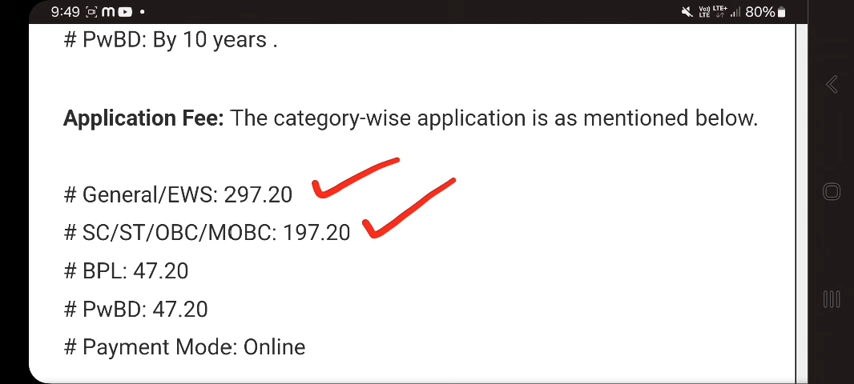 9:49 80%
# PwBD: By 10 years .
Application Fee: The category-wise application is as mentioned below.
# General/EWS: 297.20
# SC/ST/OBC/MOBC: 197.20
# BPL: 47.20
# PwBD: 47.20
# Payment Mode: Online